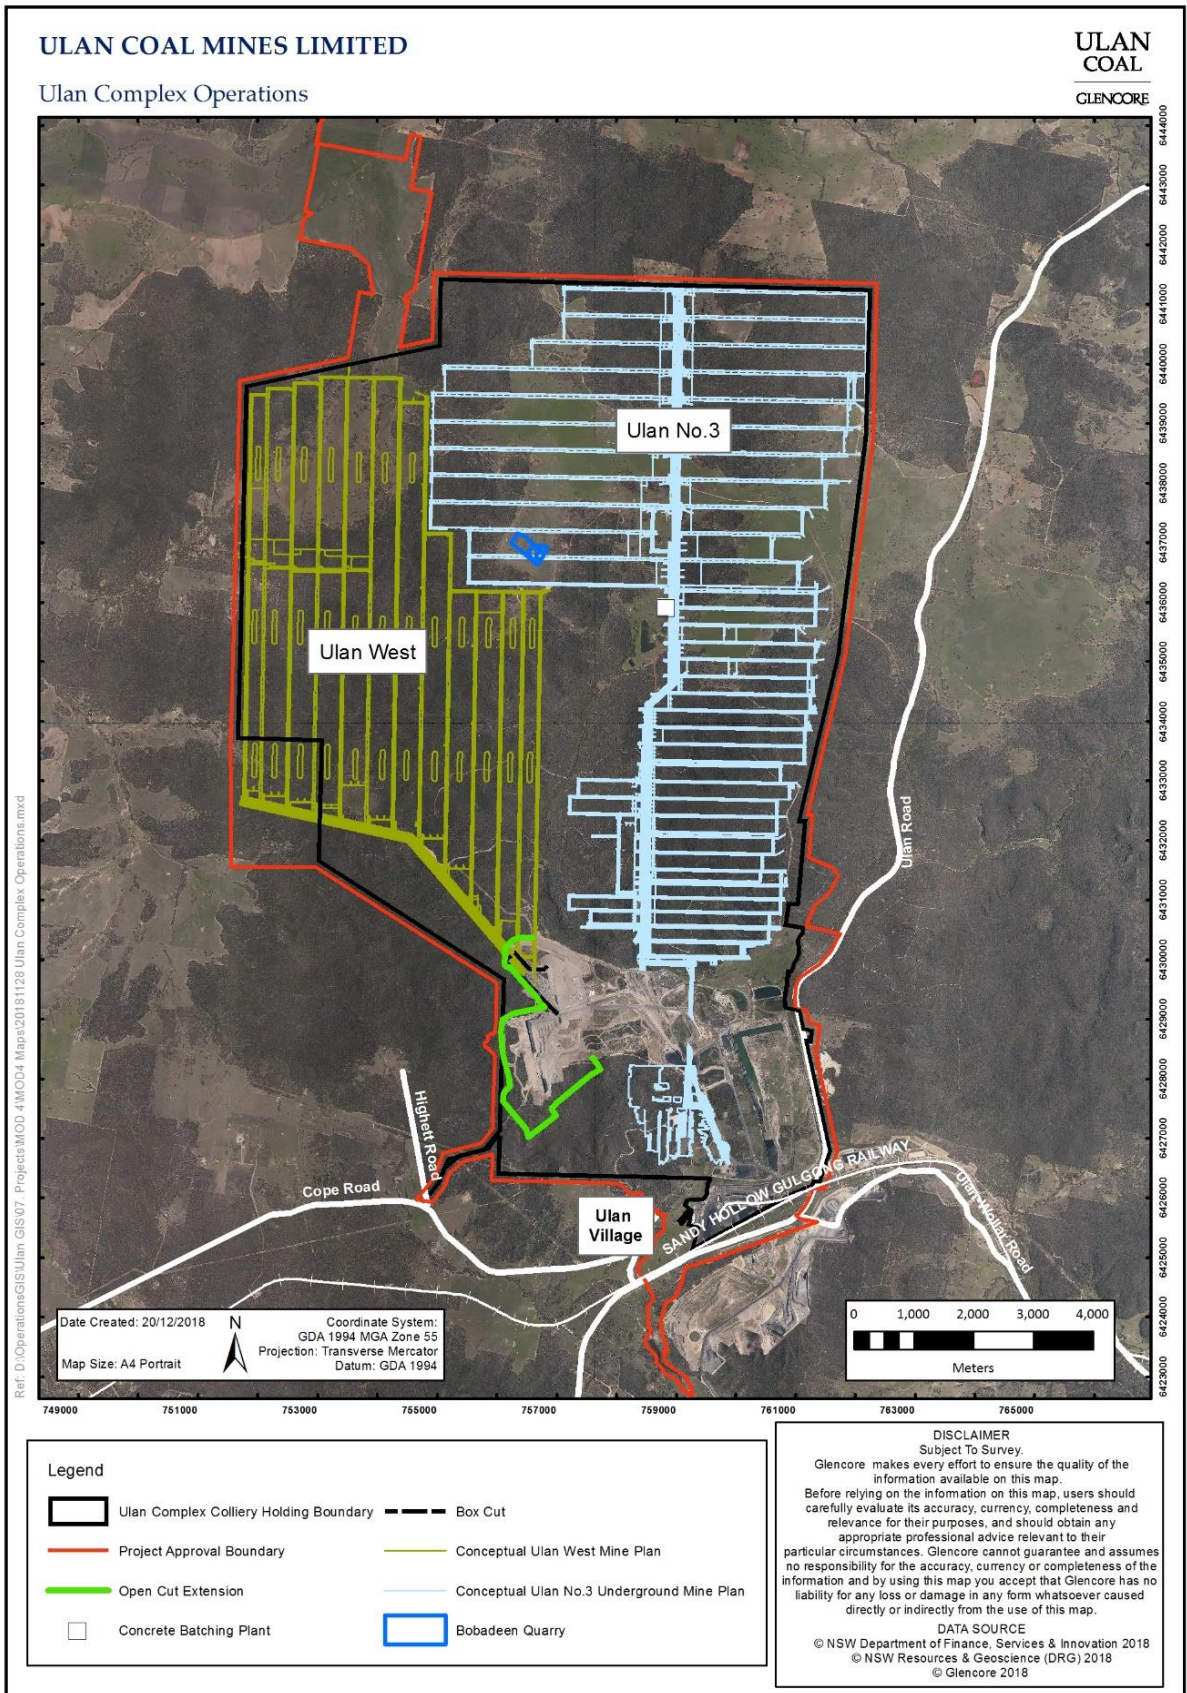 ULAN COAL MINES LIMITED
Ulan Complex Operations
ULAN
COAL
GLENCORE
6444000
6443000
6442000
6441000
6440000
6439000
6438000
6437000
6436000
6435000
6434000
6433000
6432000
6431000
6430000
6429000
6428000
6427000
6426000
6425000
6424000
6423000
Ulan No.3
Ulan West
Ulan Road
Highett Road
Cope Road
Ulan
Village
SANDY HOLLOW GULGONG RAILWAY
Ulan-Wollar Road
Ref: D:\OperationsGIS\Ulan GIS\07. Projects\MOD 4\MOD4 Maps\20181128 Ulan Complex Operations.mxd
Date Created: 20/12/2018
Map Size: A4 Portrait
N
Coordinate System:
GDA 1994 MGA Zone 55
Projection: Transverse Mercator
Datum: GDA 1994
0 1,000 2,000 3,000 4,000
Meters
749000 751000 753000 755000 757000 759000 761000 763000 765000
Legend
Ulan Complex Colliery Holding Boundary
Project Approval Boundary
Open Cut Extension
Concrete Batching Plant
Box Cut
Conceptual Ulan West Mine Plan
Conceptual Ulan No.3 Underground Mine Plan
Bobadeen Quarry
DISCLAIMER
Subject To Survey.
Glencore makes every effort to ensure the quality of the
information available on this map.
Before relying on the information on this map, users should
carefully evaluate its accuracy, currency, completeness and
relevance for their purposes, and should obtain any
appropriate professional advice relevant to their
particular circumstances. Glencore cannot guarantee and assumes
no responsibility for the accuracy, currency or completeness of the
information and by using this map you accept that Glencore has no
liability for any loss or damage in any form whatsoever caused
directly or indirectly from the use of this map.
DATA SOURCE
© NSW Department of Finance, Services & Innovation 2018
© NSW Resources & Geoscience (DRG) 2018
© Glencore 2018